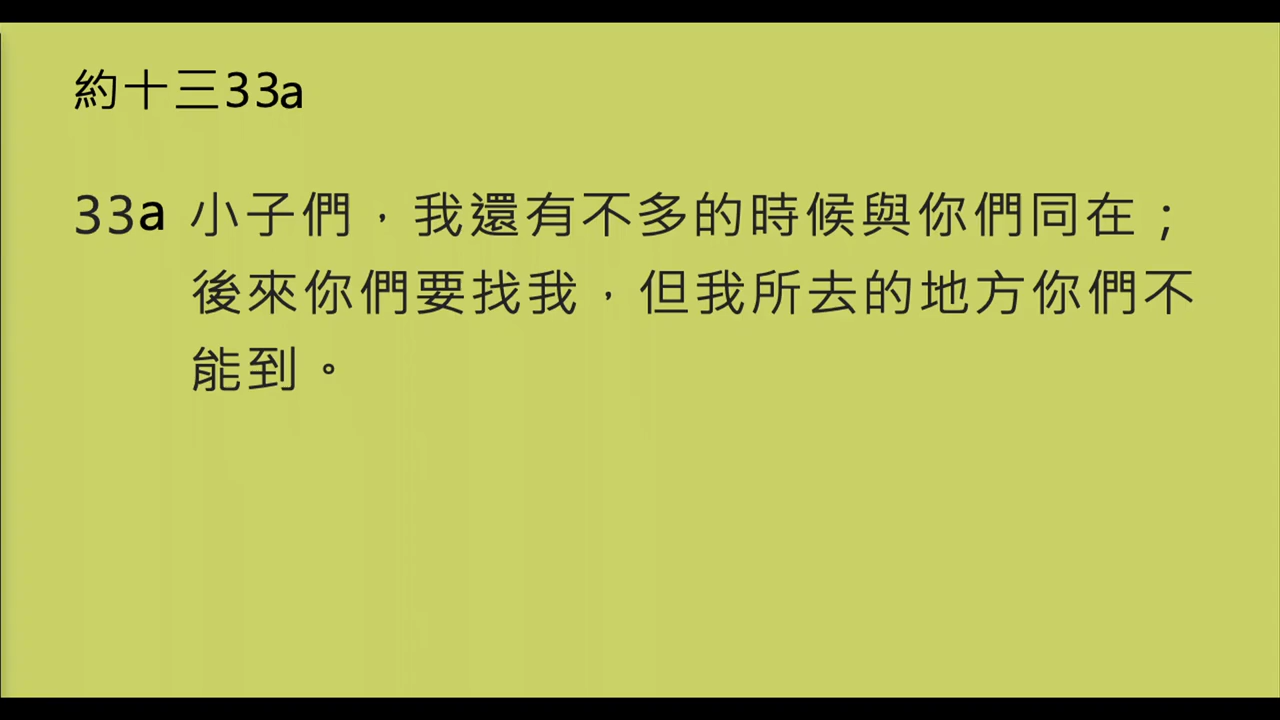 約十三33a
33a 小子們，我還有不多的時候與你們同在；
後來你們要找我，但我所去的地方你們不
能到。